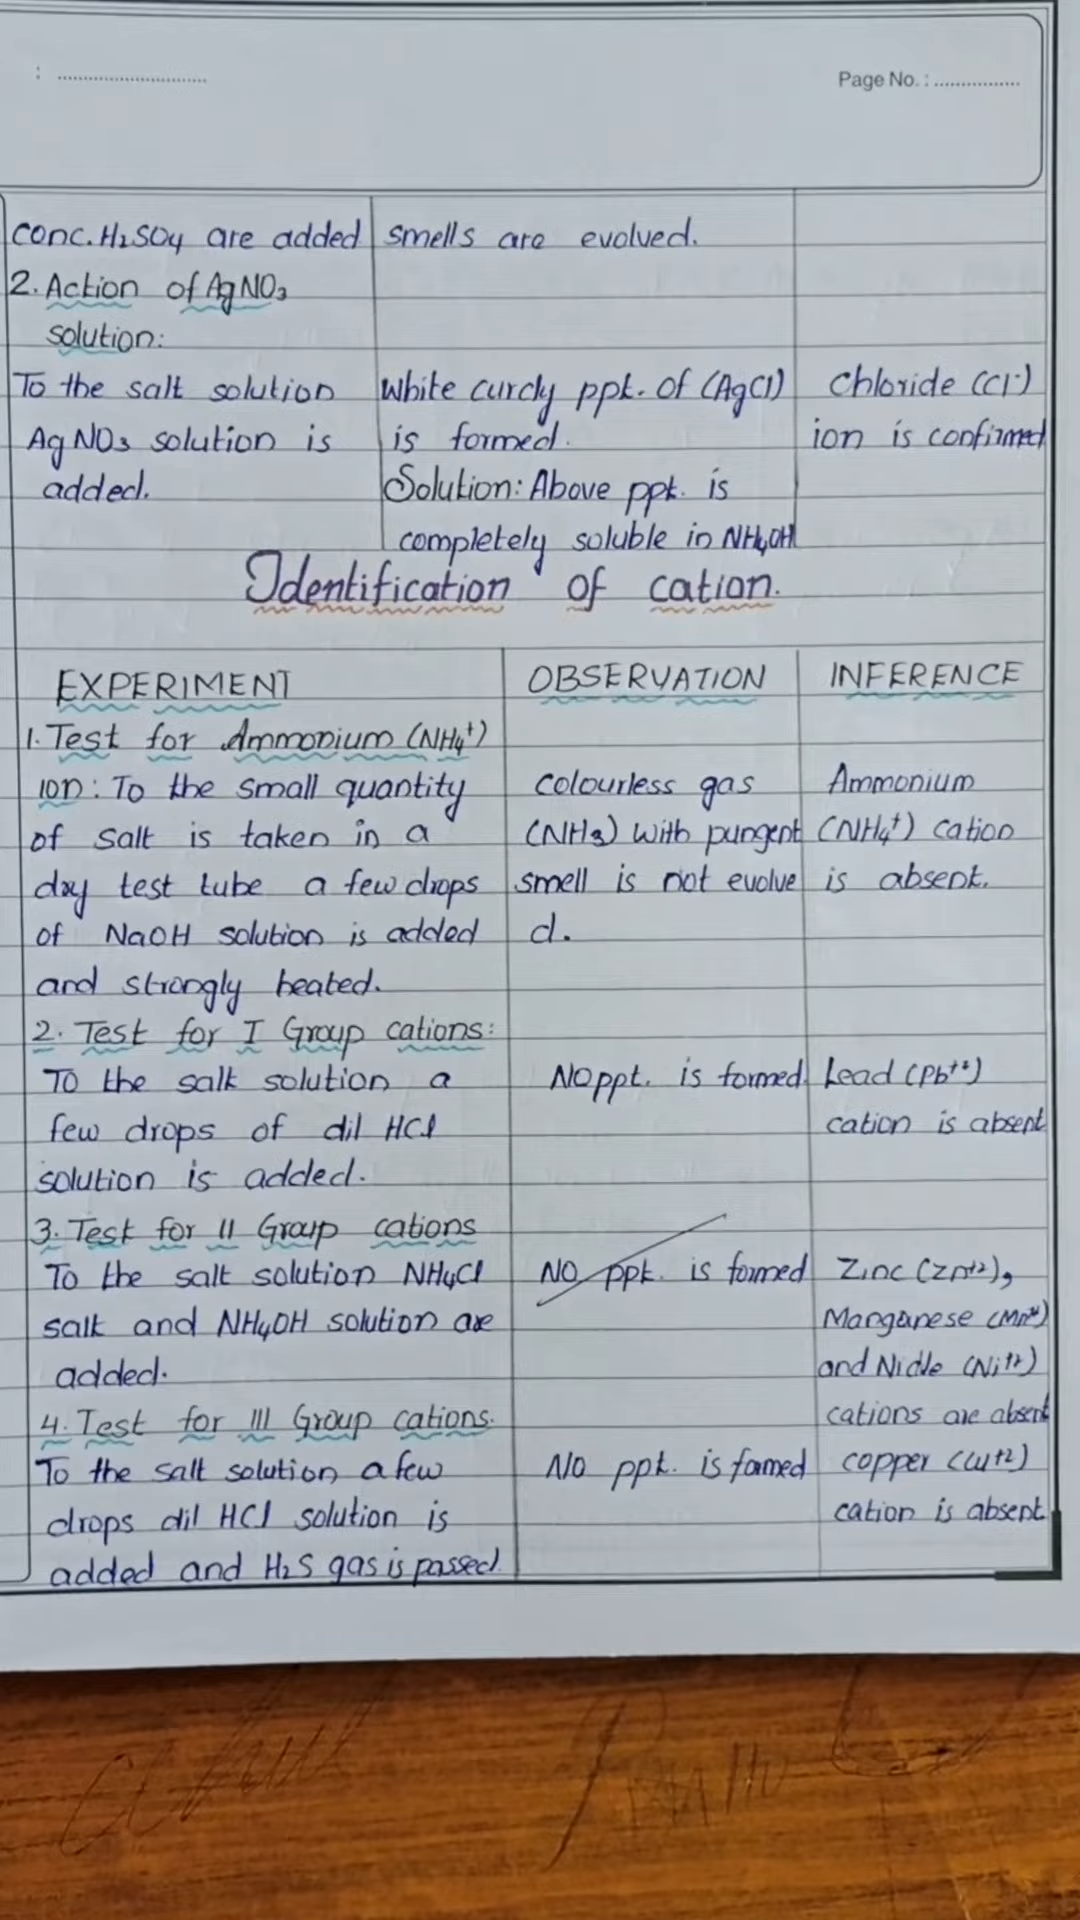 : ..............................
Page No. : ..................
conc. H₂SO₄ are added smells are evolved.
2. Action of AgNO₃
solution:
To the salt solution White curdy ppt. of (AgCl) Chloride (Cl⁻)
AgNO₃ solution is is formed. ion is confirmed
added. Solution: Above ppt. is
completely soluble in NH₄OH
Identification of cation.
EXPERIMENT OBSERVATION INFERENCE
1. Test for Ammonium (NH₄⁺)
ion: To the small quantity Colourless gas Ammonium
of salt is taken in a (NH₃) with pungent (NH₄⁺) cation
dry test tube a few drops smell is not evolve is absent.
of NaOH solution is added d.
and strongly heated.
2. Test for I Group cations:
To the salt solution a No ppt. is formed. Lead (Pb⁺²)
few drops of dil HCl cation is absent
solution is added.
3. Test for II Group cations
To the salt solution NH₄Cl NO ppt. is formed Zinc (Zn⁺²),
salt and NH₄OH solution are Manganese (Mn⁺²)
added. and Nickle (Ni⁺²)
4. Test for III Group cations. cations are absent
To the salt solution a few No ppt. is formed copper (Cu⁺²)
drops dil HCl solution is cation is absent
added and H₂S gas is passed.